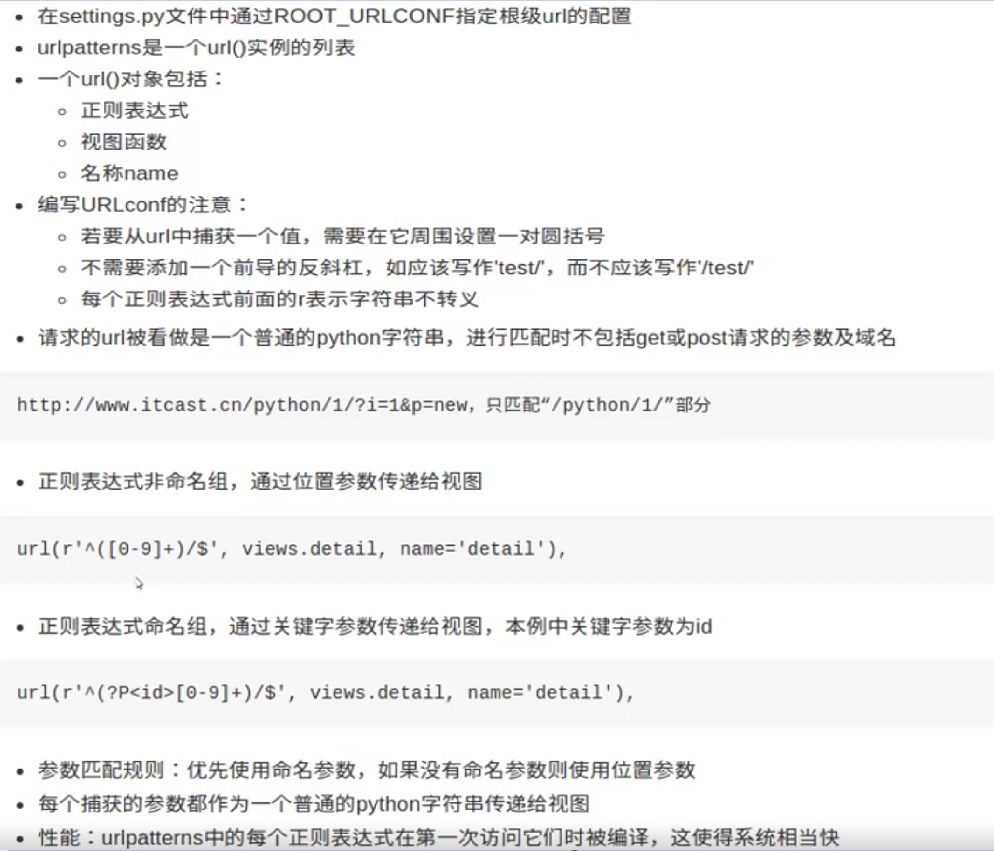 在settings.py文件中通过ROOT_URLCONF指定根级url的配置
urlpatterns是一个url()实例的列表
一个url()对象包括：
正则表达式
视图函数
名称name
编写URLconf的注意：
若要从url中捕获一个值，需要在它周围设置一对圆括号
不需要添加一个前导的反斜杠，如应该写作'test/'，而不应该写作'/test/'
每个正则表达式前面的r表示字符串不转义
请求的url被看做是一个普通的python字符串，进行匹配时不包括get或post请求的参数及域名
http://www.itcast.cn/python/1/?i=1&p=new，只匹配“/python/1/”部分
正则表达式非命名组，通过位置参数传递给视图
url(r'^([0-9]+)/$', views.detail, name='detail'),
正则表达式命名组，通过关键字参数传递给视图，本例中关键字参数为id
url(r'^(?P<id>[0-9]+)/$', views.detail, name='detail'),
参数匹配规则：优先使用命名参数，如果没有命名参数则使用位置参数
每个捕获的参数都作为一个普通的python字符串传递给视图
性能：urlpatterns中的每个正则表达式在第一次访问它们时被编译，这使得系统相当快